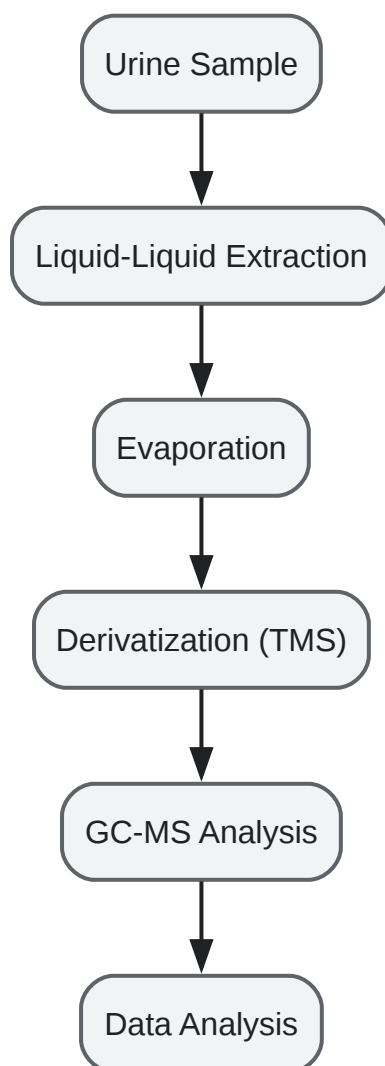 Urine Sample
Liquid-Liquid Extraction
Evaporation
Derivatization (TMS)
GC-MS Analysis
Data Analysis